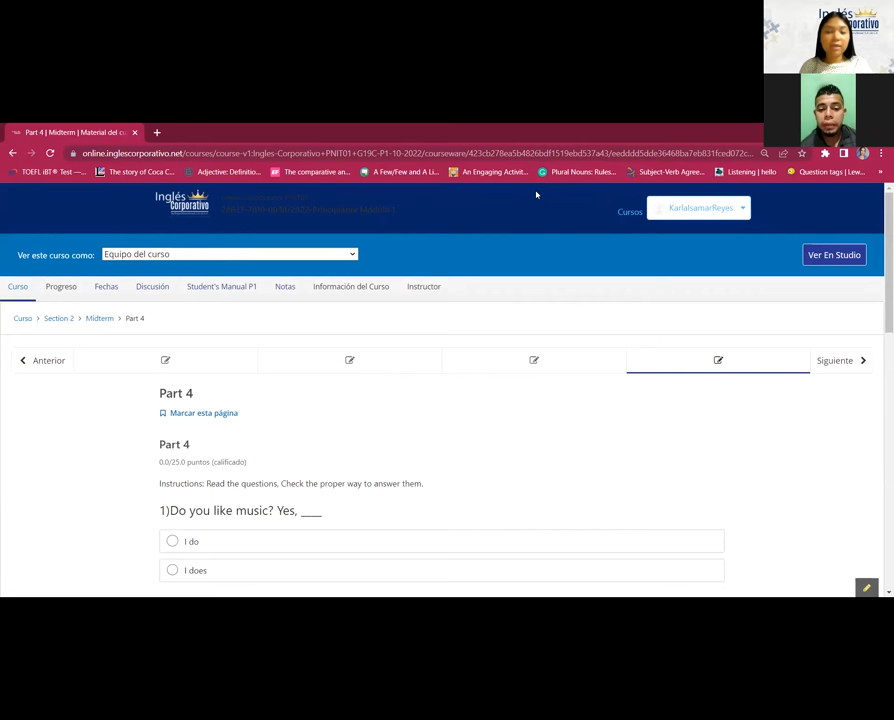 Inglés
Corporativo
Part 4 | Midterm | Material del cu
online.inglescorporativo.net/courses/course-v1:Ingles-Corporativo+PNIT01+G19C-P1-10-2022/courseware/423cb278ea5b4826bdf1519ebd537a43/eedddd5dde36468ba7eb831fced072c...
TOEFL iBT® Test —... The story of Coca C... Adjective: Definitio... The comparative an... A Few/Few and A Li... An Engaging Activit... Plural Nouns: Rules... Subject-Verb Agree... Listening | hello Question tags | Lew... »
Inglés
Corporativo
Cursos KarlaIsamarReyes
Ver este curso como: Equipo del curso Ver En Studio
Curso Progreso Fechas Discusión Student's Manual P1 Notas Información del Curso Instructor
Curso > Section 2 > Midterm > Part 4
Anterior Siguiente
Part 4
Marcar esta página
Part 4
0.0/25.0 puntos (calificado)
Instructions: Read the questions, Check the proper way to answer them.
1)Do you like music? Yes, ____
I do
I does